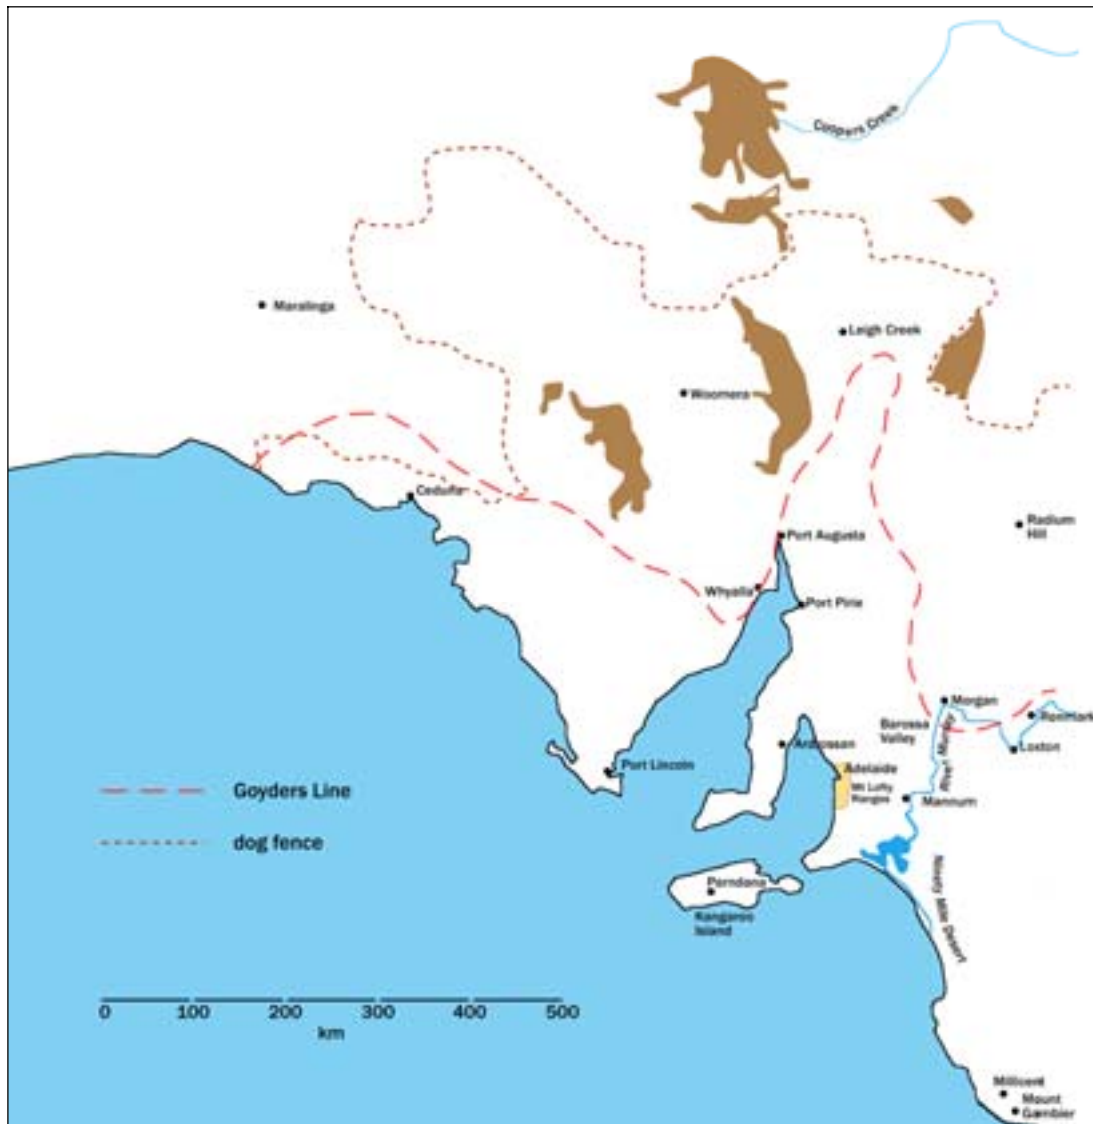 Coopers Creek
Maralinga
Leigh Creek
Woomera
Ceduna
Port Augusta
Radium
Hill
Whyalla
Port Pirie
Morgan
Renmark
Barossa
Valley
River Murray
Loxton
Ardrossan
Port Lincoln
Adelaide
Mt Lofty
Ranges
Mannum
Goyders Line
dog fence
Ninety Mile Desert
Parndana
Kangaroo
Island
0 100 200 300 400 500
km
Millicent
Mount
Gambier